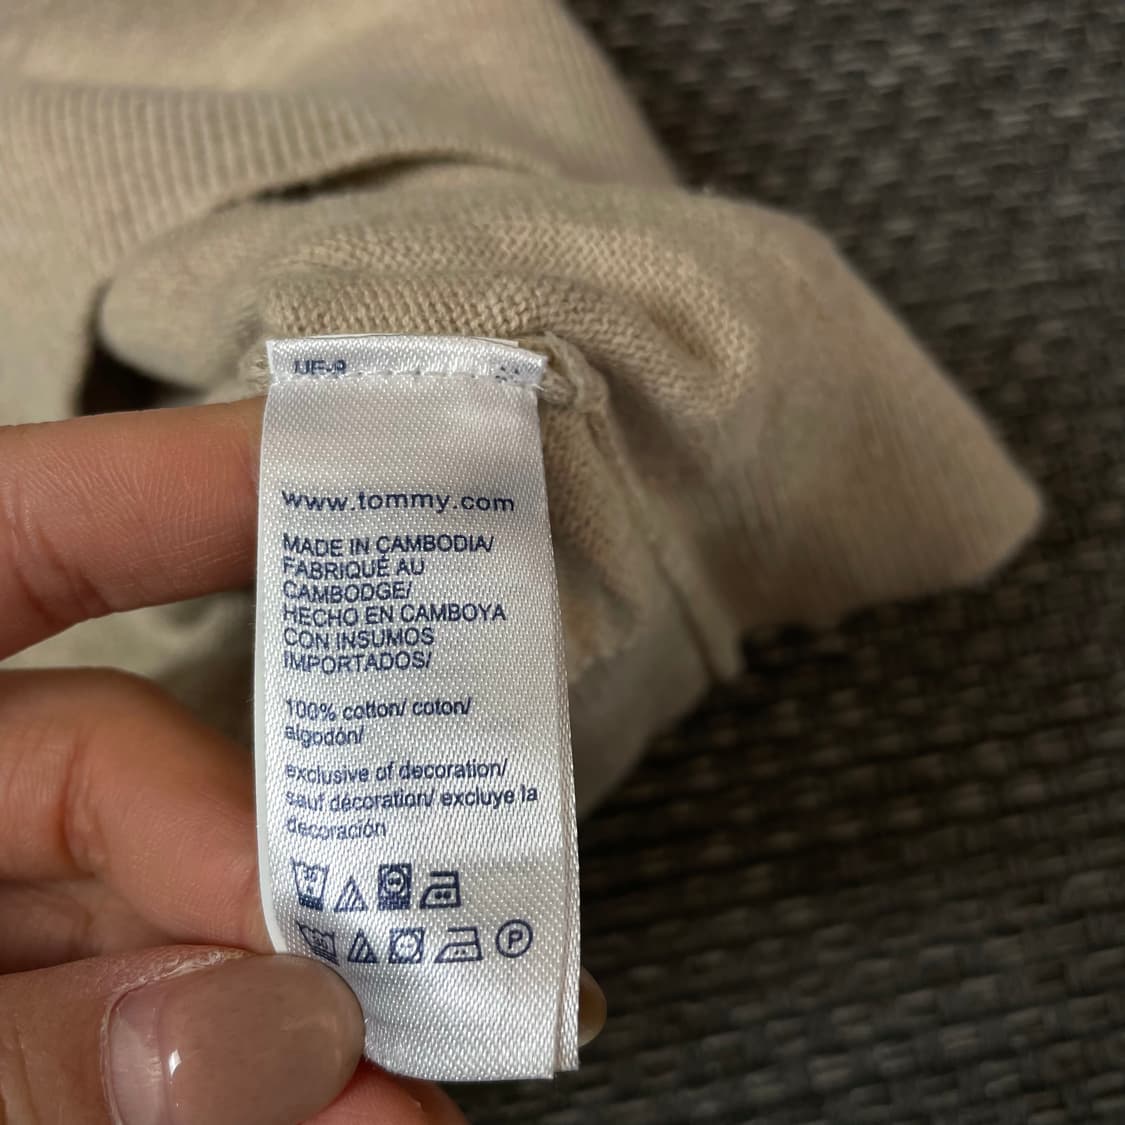 www.tommy.com
MADE IN CAMBODIA/
FABRIQUÉ AU
CAMBODGE/
HECHO EN CAMBOYA
CON INSUMOS
IMPORTADOS/
100% cotton/ coton/
algodón/
exclusive of decoration/
sauf décoration/ excluye la
decoración
P